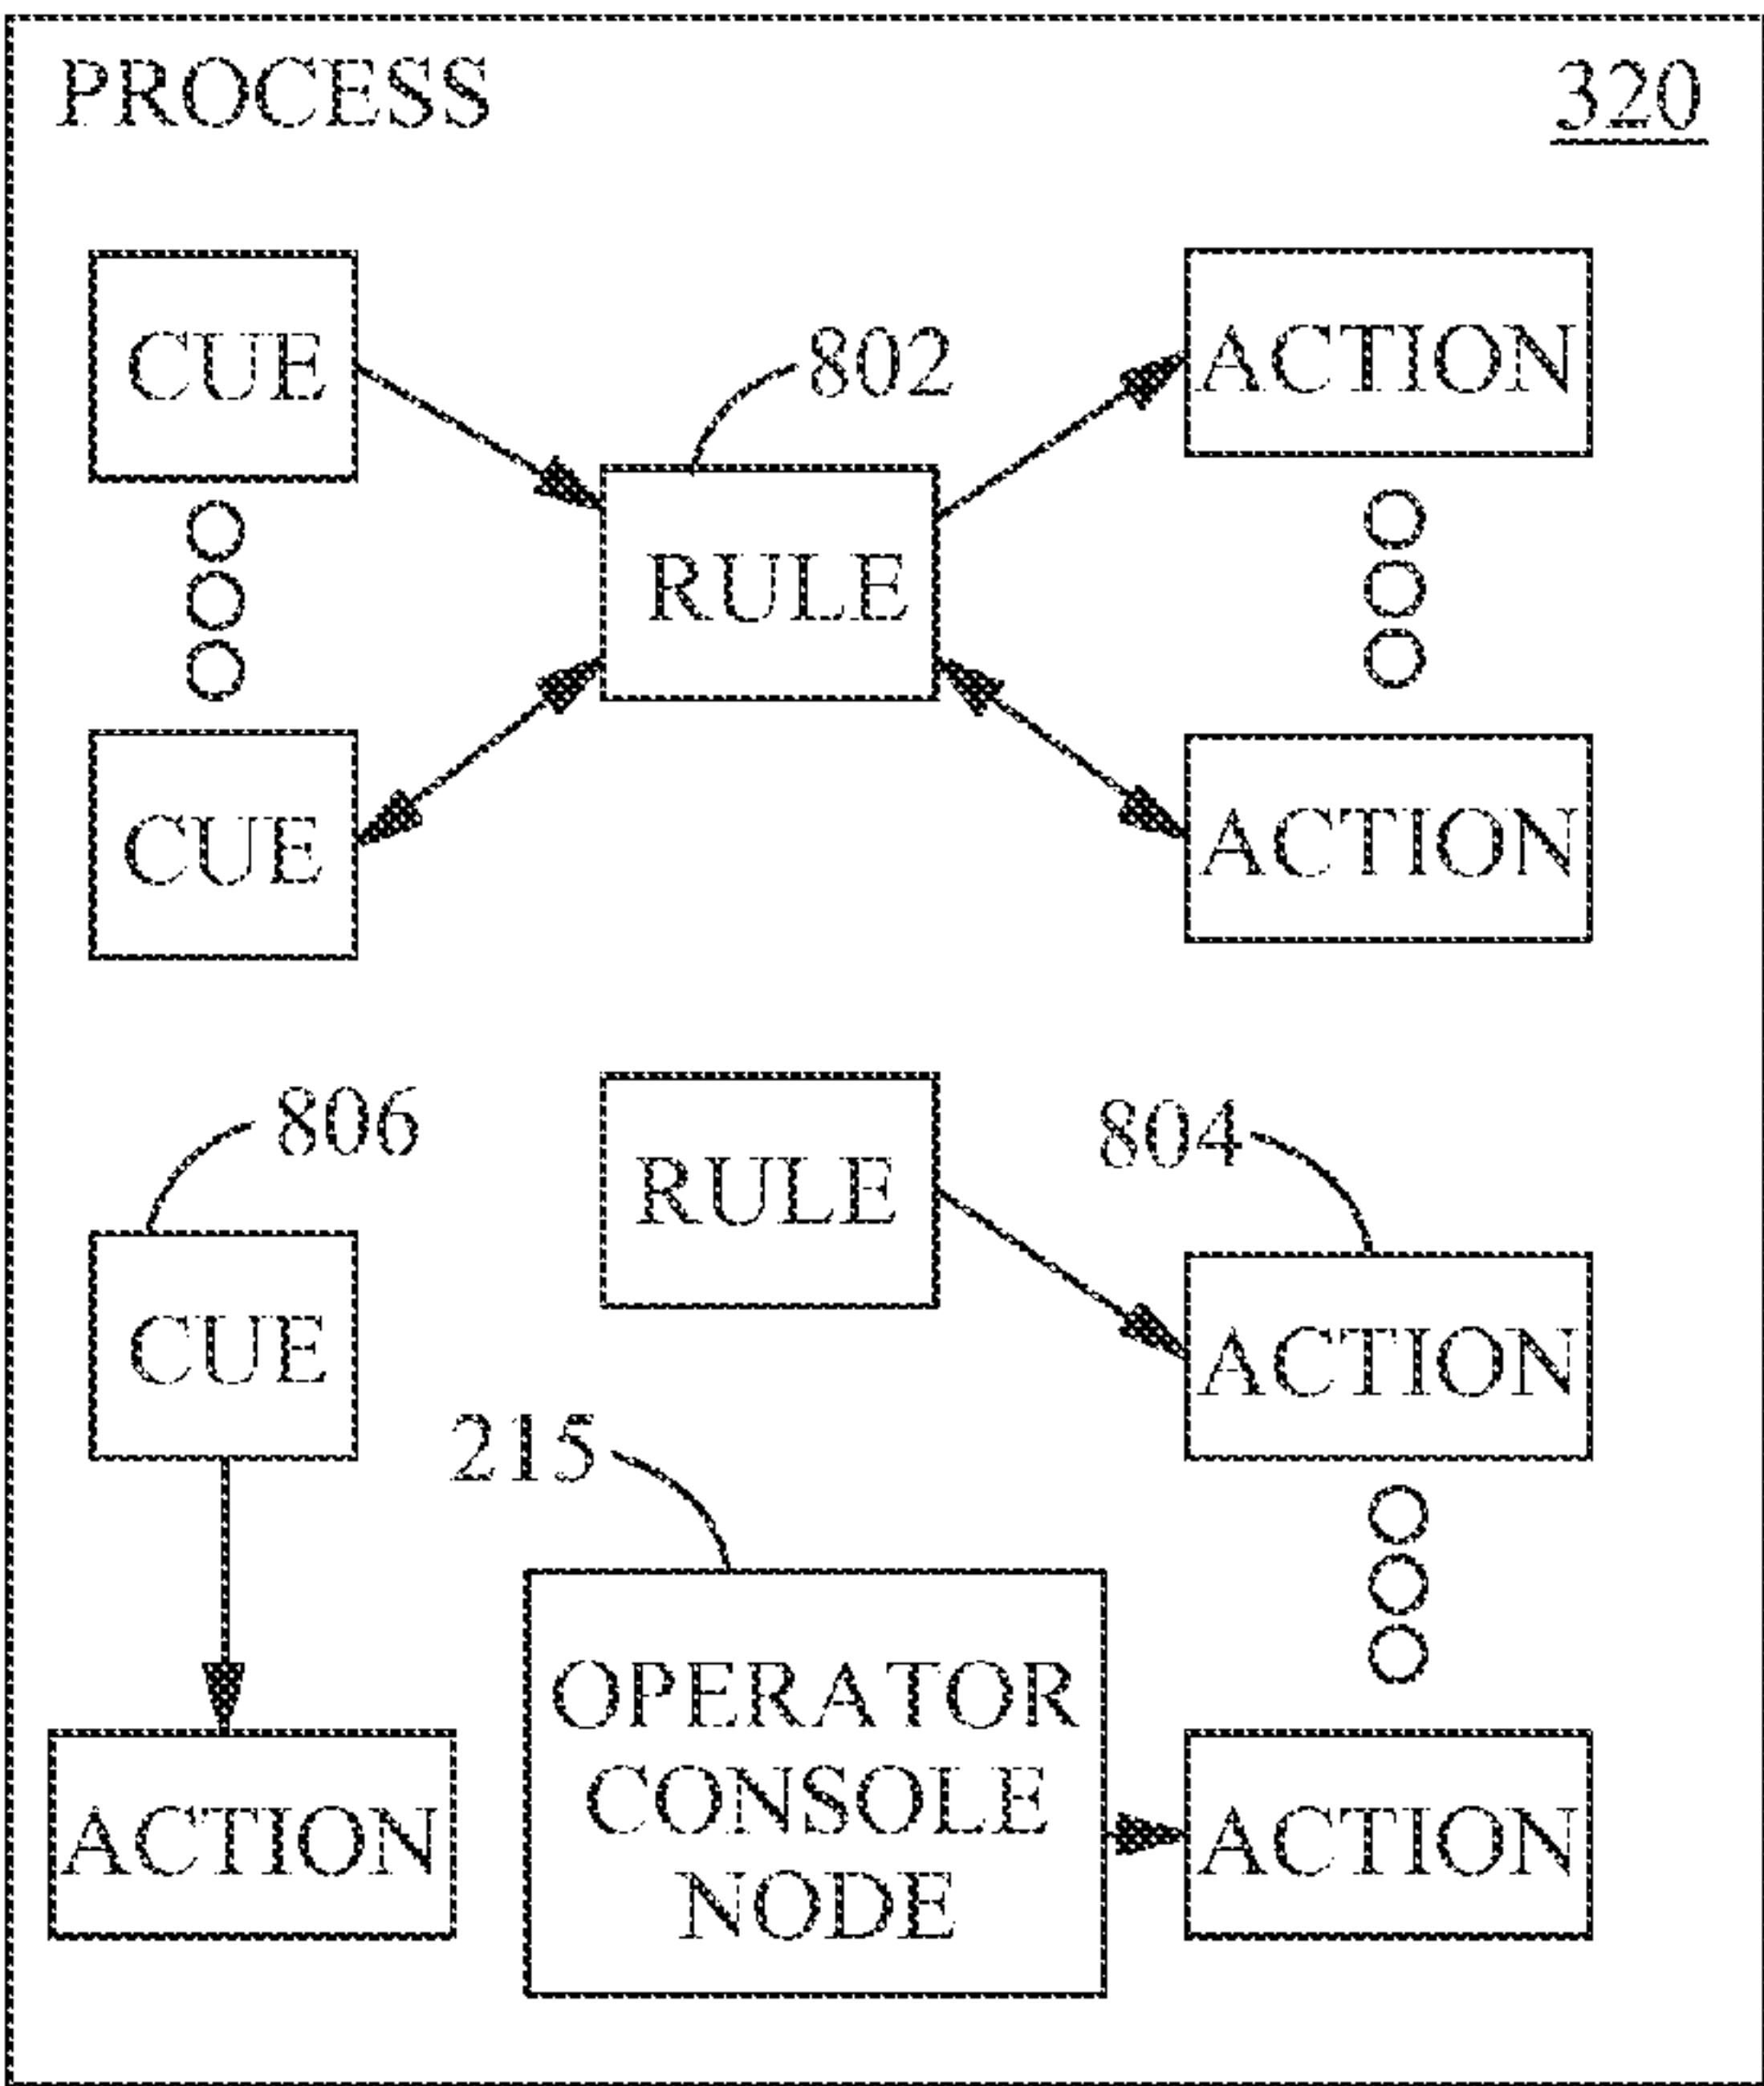 PROCESS 320
CUE
802
ACTION
RULE
CUE
ACTION
806
RULE
804
CUE
ACTION
215
OPERATOR
CONSOLE
NODE
ACTION
ACTION